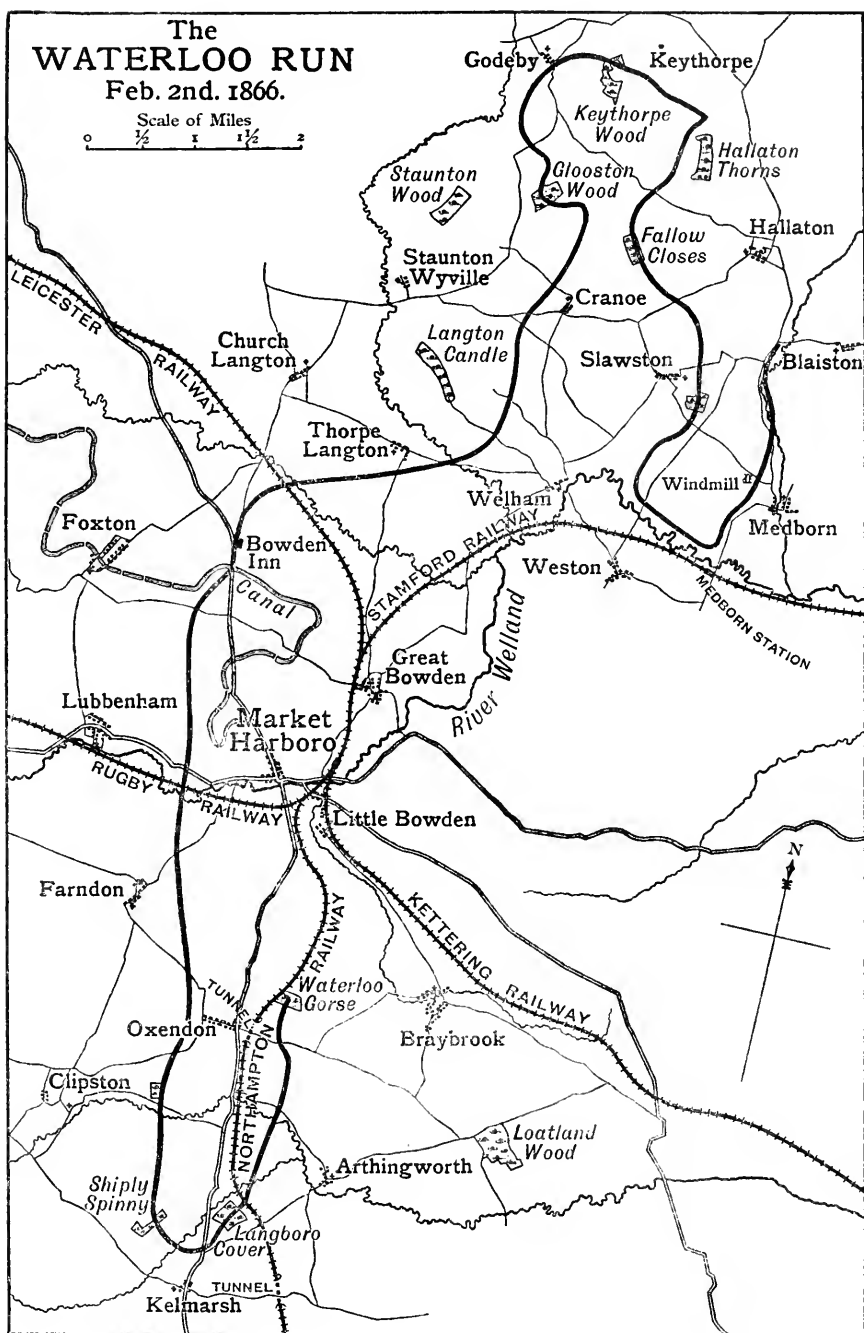 The
WATERLOO RUN
Feb. 2nd. 1866.
Scale of Miles
0 ½ 1 1½ 2
Godeby
Keythorpe
Keythorpe
Wood
Hallaton
Thorns
Staunton
Wood
Glooston
Wood
Fallow
Closes
Hallaton
Staunton
Wyville
Cranoe
LEICESTER RAILWAY
Church
Langton
Langton
Candle
Slawston
Blaiston
Thorpe
Langton
Welham
Windmill
Medborn
Foxton
Bowden
Inn
STAMFORD RAILWAY
Weston
MEDBORN STATION
Canal
Great
Bowden
River Welland
Lubbenham
Market
Harboro
RUGBY RAILWAY
Little Bowden
N
Farndon
RAILWAY
KETTERING RAILWAY
TUNNEL
Waterloo
Gorse
Oxendon
Braybrook
Clipston
NORTHAMPTON
Loatland
Wood
Arthingworth
Shiply
Spinny
Langboro
Cover
TUNNEL
Kelmarsh